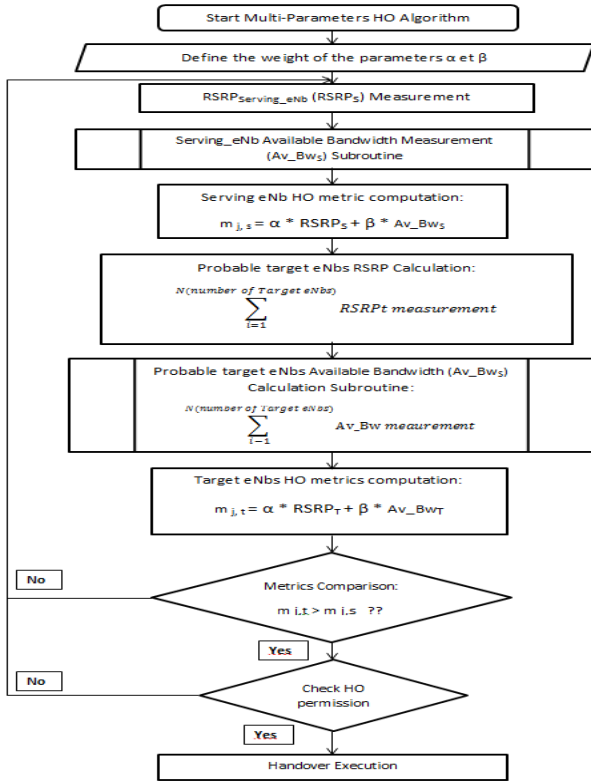 Start Multi-Parameters HO Algorithm
Define the weight of the parameters α et β
RSRPServing_eNb (RSRPS) Measurement
Serving_eNb Available Bandwidth Measurement
(Av_BwS) Subroutine
Serving eNb HO metric computation:
m j, s = α * RSRPS + β * Av_BwS
Probable target eNbs RSRP Calculation:
N(number of Target eNbs)
∑ RSRPt measurement
i=1
Probable target eNbs Available Bandwidth (Av_BwS)
Calculation Subroutine:
N(number of Target eNbs)
∑ Av_Bw maurement
i=1
Target eNbs HO metrics computation:
m j, t = α * RSRPT + β * Av_BwT
No
Metrics Comparison:
m j,t > m j,s ??
Yes
No
Check HO
permission
Yes
Handover Execution